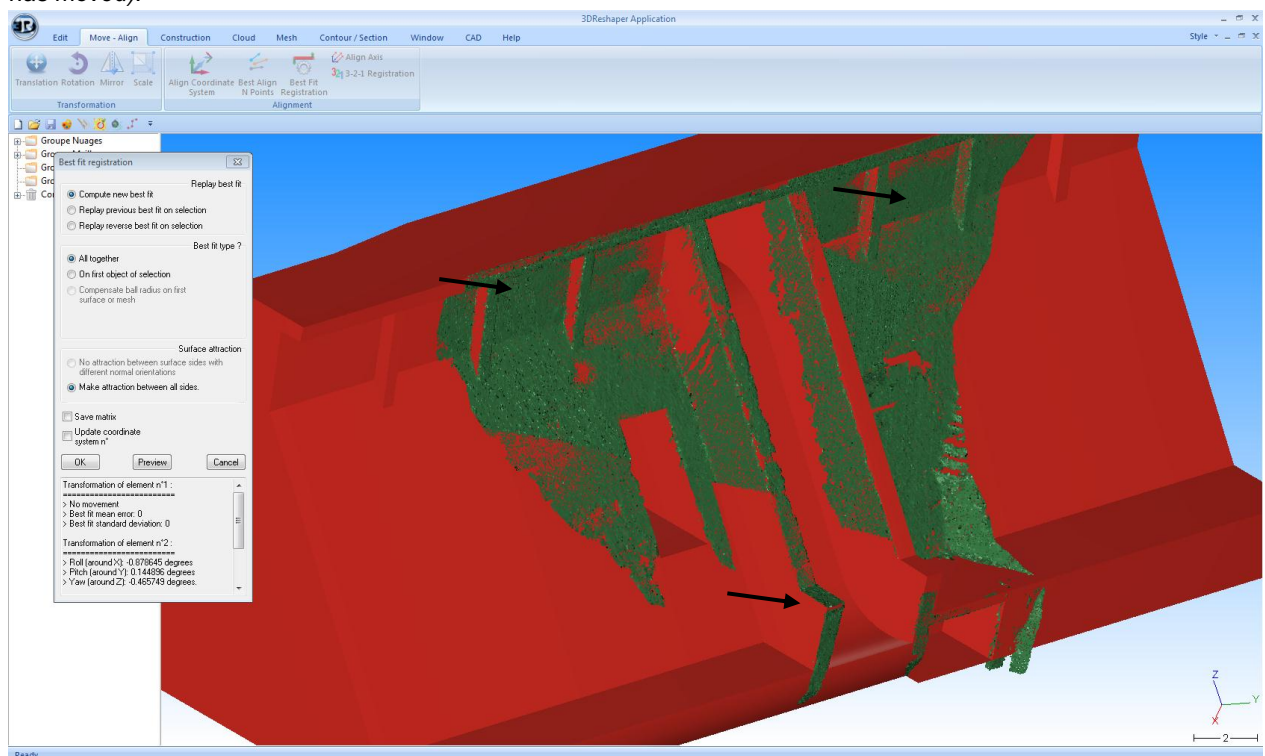 has moved).
3DReshaper Application
Edit Move - Align Construction Cloud Mesh Contour / Section Window CAD Help Style
Translation Rotation Mirror Scale
Align Coordinate System
Best Align N Points
Best Fit Registration
Align Axis
3-2-1 Registration
Transformation Alignment
Groupe Nuages
Best fit registration
Replay best fit
Compute new best fit
Replay previous best fit on selection
Replay reverse best fit on selection
Best fit type ?
All together
On first object of selection
Compensate ball radius on first
surface or mesh
Surface attraction
No attraction between surface sides with
different normal orientations
Make attraction between all sides.
Save matrix
Update coordinate
system n°
OK Preview Cancel
Transformation of element n°1 :
==========================
> No movement
> Best fit mean error: 0
> Best fit standard deviation: 0
Transformation of element n°2 :
==========================
> Roll (around X): -0.878645 degrees
> Pitch (around Y): 0.144896 degrees
> Yaw (around Z): -0.465749 degrees.
Z
Y
X
2
Ready